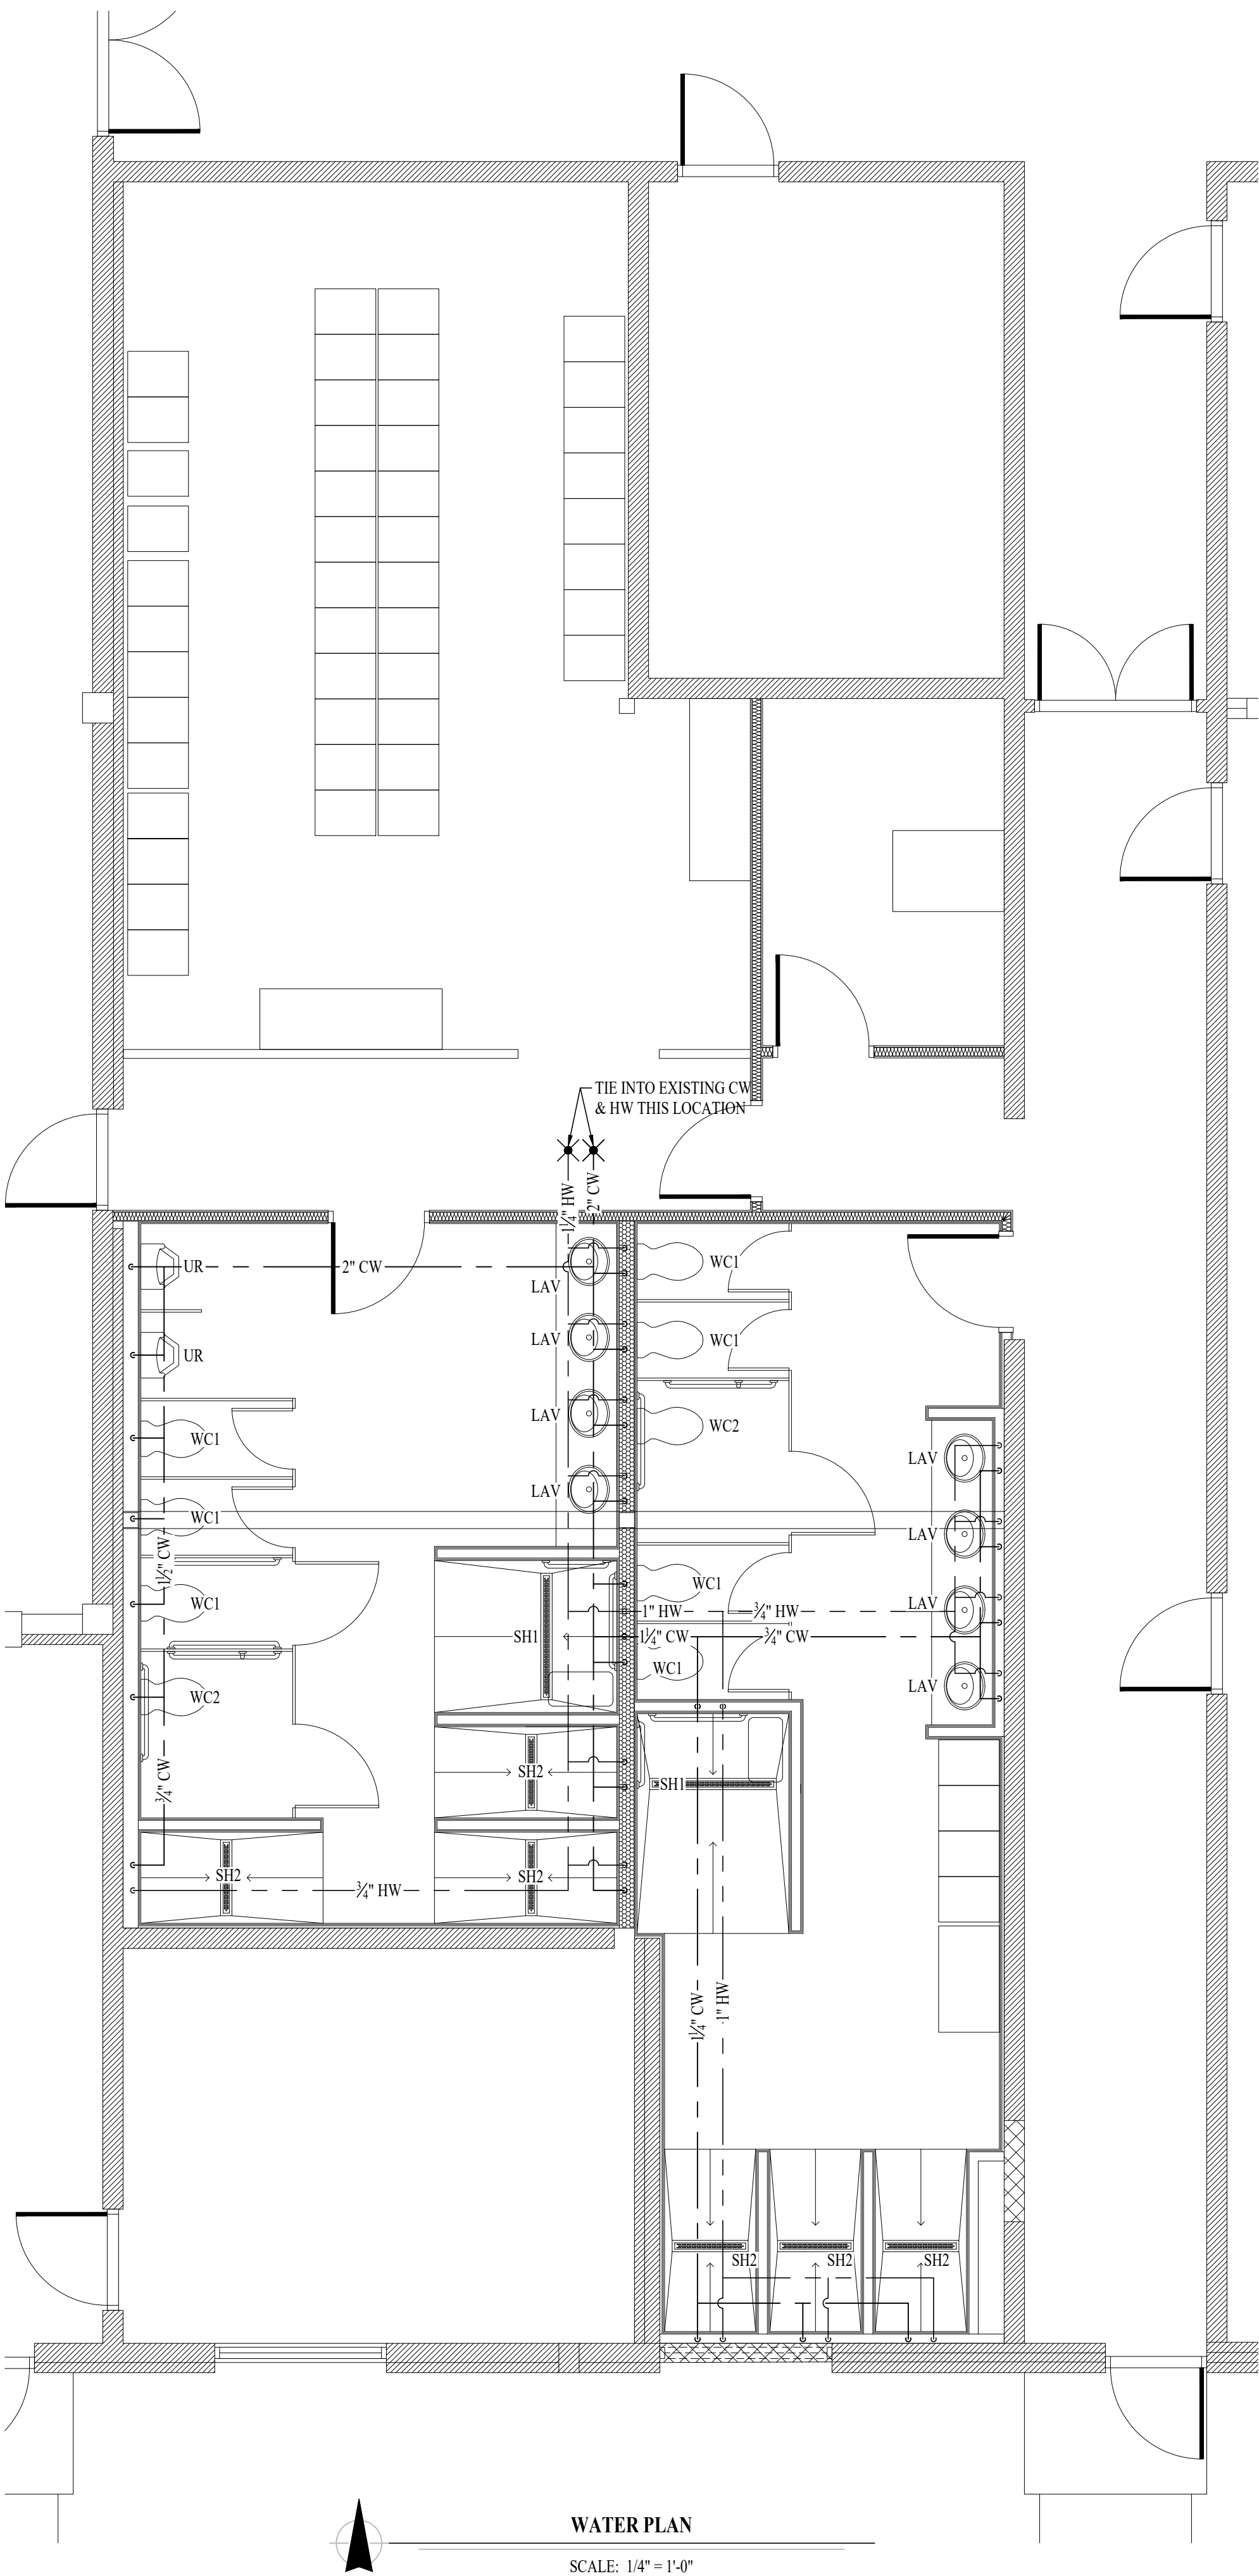 TIE INTO EXISTING CW
& HW THIS LOCATION
1¼" HW
2" CW
UR
2" CW
LAV
WC1
UR
LAV
WC1
WC1
LAV
WC2
LAV
WC1
LAV
WC1
LAV
1½" CW
WC1
WC1
LAV
1" HW
¾" HW
SH1
1¼" CW
¾" CW
WC1
LAV
WC2
¾" CW
SH2
SH1
SH2
SH2
¾" HW
1¼" CW
1" HW
SH2
SH2
SH2
WATER PLAN
SCALE: 1/4" = 1'-0"